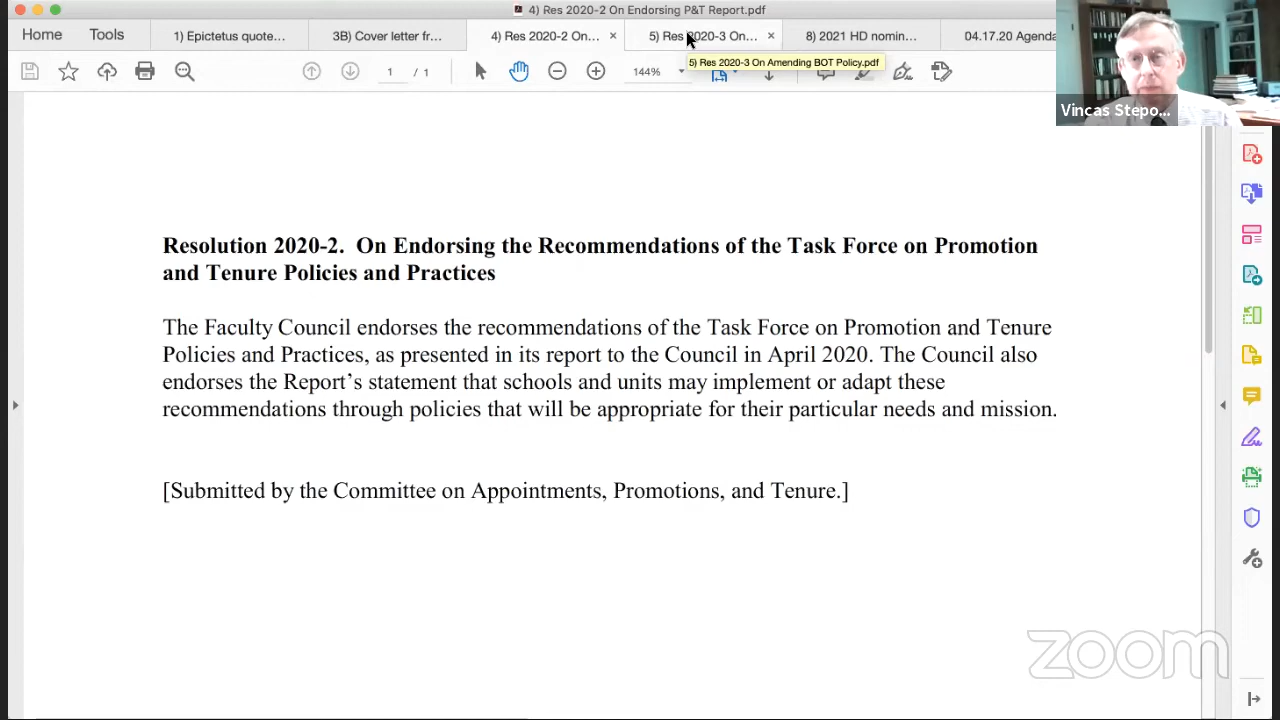 4) Res 2020-2 On Endorsing P&T Report.pdf
Home
Tools
1) Epictetus quote...
3B) Cover letter fr...
4) Res 2020-2 On...
5) Res 2020-3 On...
8) 2021 HD nomin...
04.17.20 Agenda
1 / 1
144%
5) Res 2020-3 On Amending BOT Policy.pdf
Vincas Stepo...
Resolution 2020-2. On Endorsing the Recommendations of the Task Force on Promotion
and Tenure Policies and Practices
The Faculty Council endorses the recommendations of the Task Force on Promotion and Tenure
Policies and Practices, as presented in its report to the Council in April 2020. The Council also
endorses the Report’s statement that schools and units may implement or adapt these
recommendations through policies that will be appropriate for their particular needs and mission.
[Submitted by the Committee on Appointments, Promotions, and Tenure.]
zoom